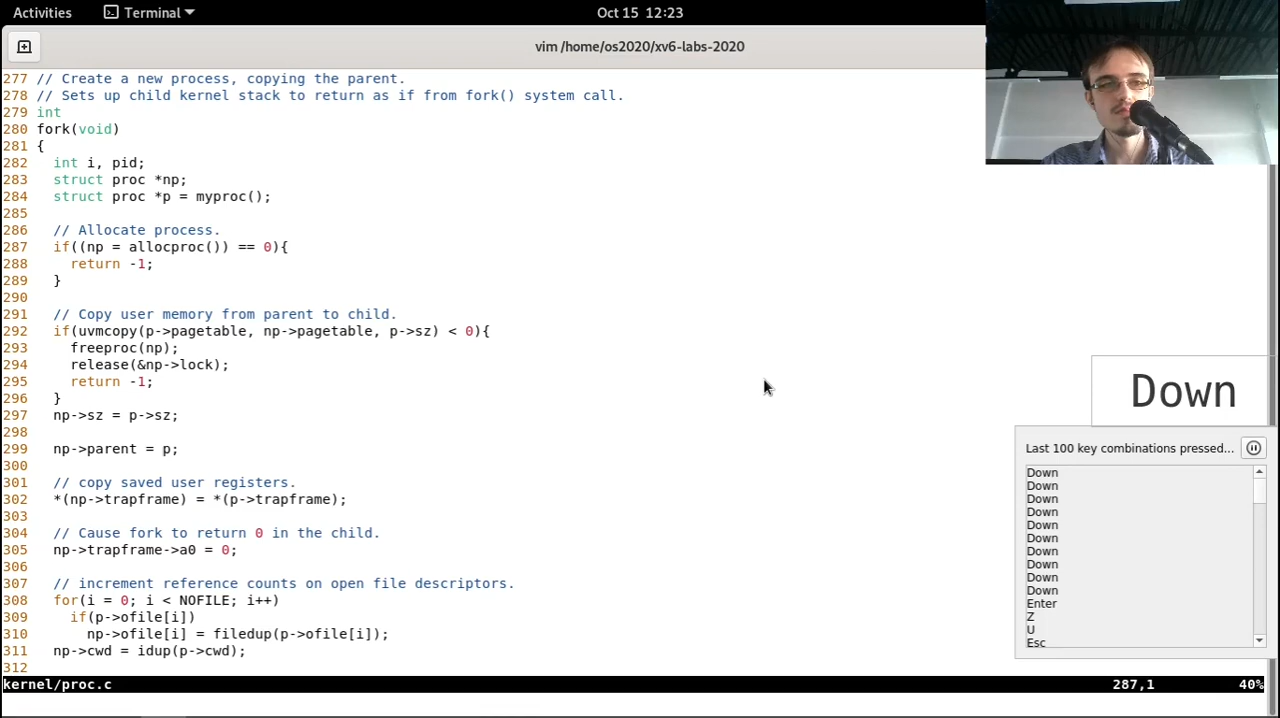 Activities
Terminal
Oct 15 12:23
vim /home/os2020/xv6-labs-2020
277 // Create a new process, copying the parent.
278 // Sets up child kernel stack to return as if from fork() system call.
279 int
280 fork(void)
281 {
282   int i, pid;
283   struct proc *np;
284   struct proc *p = myproc();
285
286   // Allocate process.
287   if((np = allocproc()) == 0){
288     return -1;
289   }
290
291   // Copy user memory from parent to child.
292   if(uvmcopy(p->pagetable, np->pagetable, p->sz) < 0){
293     freeproc(np);
294     release(&np->lock);
295     return -1;
296   }
297   np->sz = p->sz;
298
299   np->parent = p;
300
301   // copy saved user registers.
302   *(np->trapframe) = *(p->trapframe);
303
304   // Cause fork to return 0 in the child.
305   np->trapframe->a0 = 0;
306
307   // increment reference counts on open file descriptors.
308   for(i = 0; i < NOFILE; i++)
309     if(p->ofile[i])
310       np->ofile[i] = filedup(p->ofile[i]);
311   np->cwd = idup(p->cwd);
312
kernel/proc.c 287,1 40%
Down
Last 100 key combinations pressed...
Down
Down
Down
Down
Down
Down
Down
Down
Down
Down
Enter
Z
U
Esc